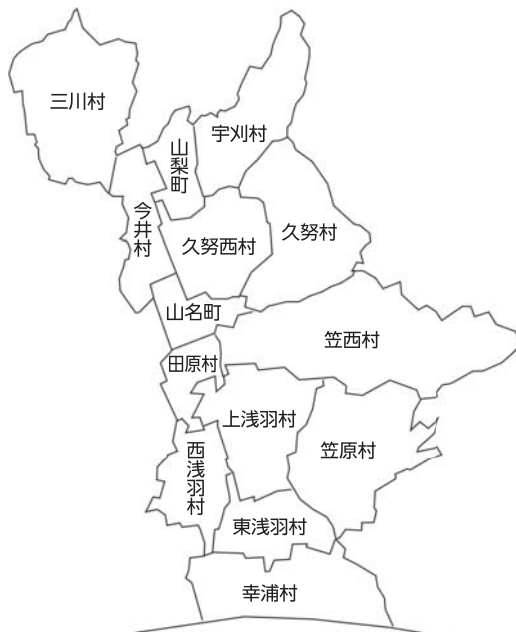 三川村
宇刈村
山梨町
今井村
久努西村
久努村
山名町
笠西村
田原村
上浅羽村
笠原村
西浅羽村
東浅羽村
幸浦村